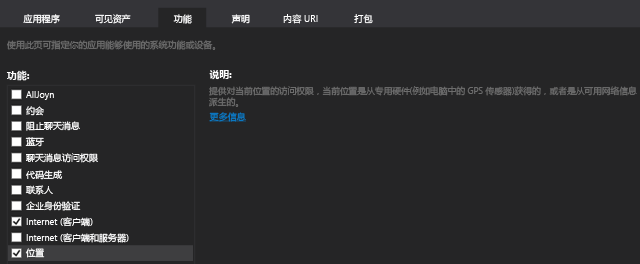 应用程序 可见资产 功能 声明 内容 URI 打包
使用此页可指定你的应用能够使用的系统功能或设备。
功能:
AllJoyn
约会
阻止聊天消息
蓝牙
聊天消息访问权限
代码生成
联系人
企业身份验证
Internet (客户端)
Internet (客户端和服务器)
位置
说明:
提供对当前位置的访问权限，当前位置是从专用硬件(例如电脑中的 GPS 传感器)获得的，或者是从可用网络信息
派生的。
更多信息